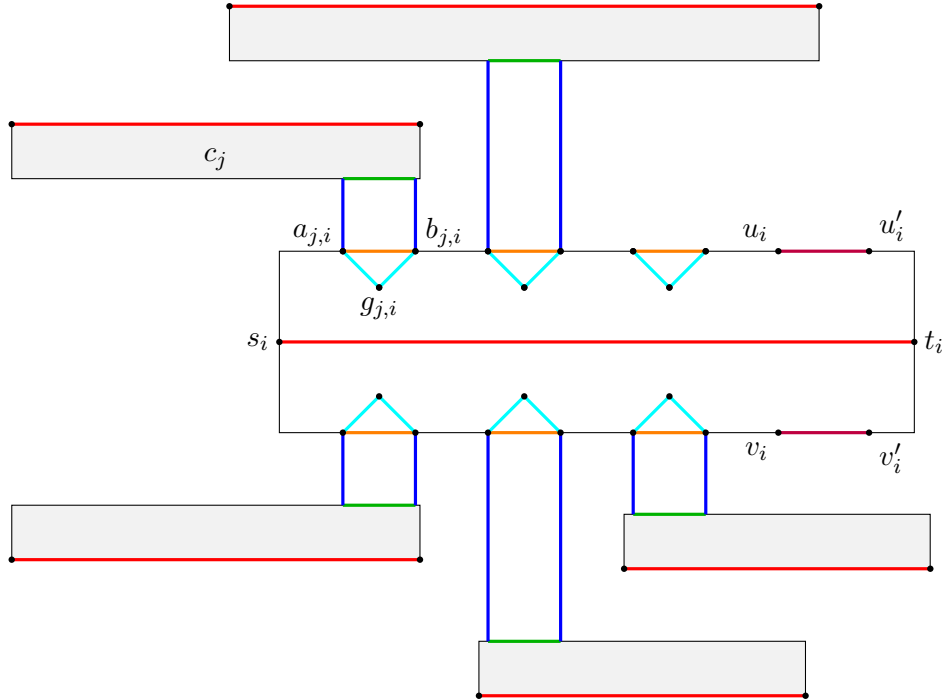 c_j
a_{j,i}
b_{j,i}
u_i
u'_i
g_{j,i}
s_i
t_i
v_i
v'_i